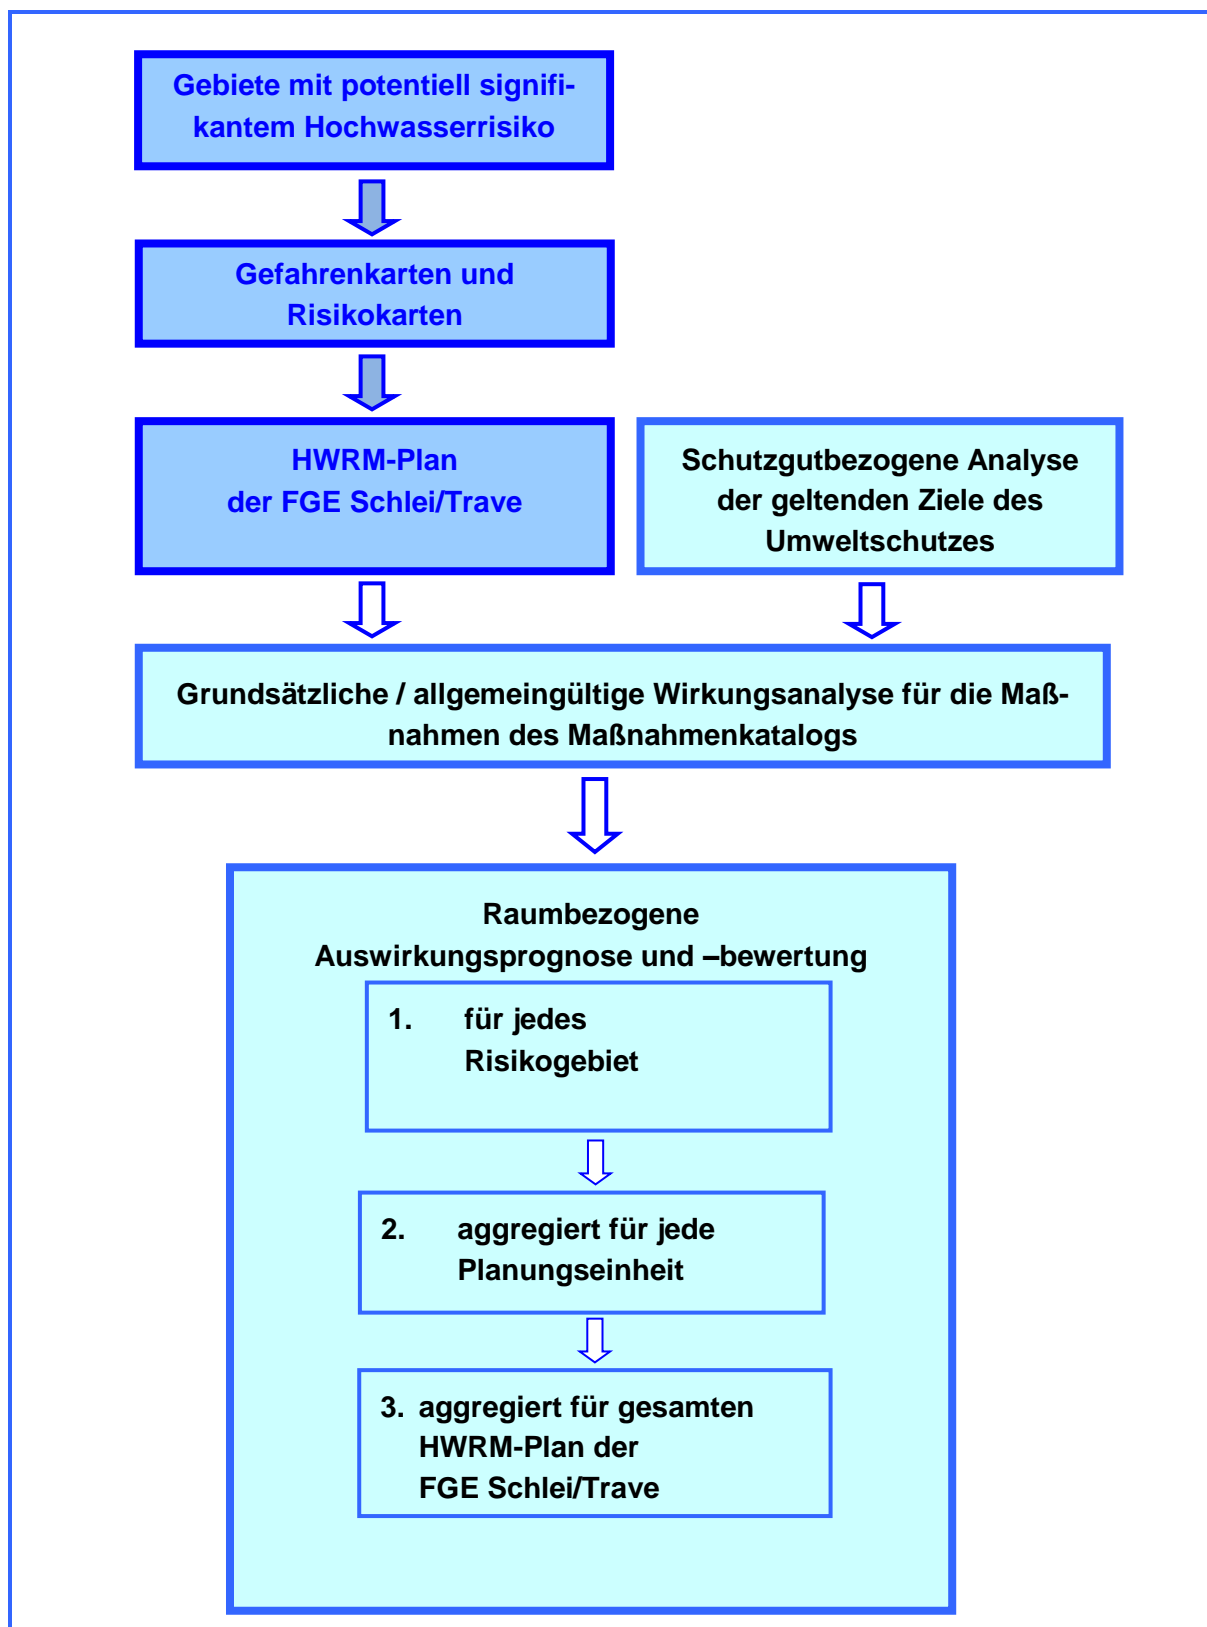 Gebiete mit potentiell signifi-
kantem Hochwasserrisiko
Gefahrenkarten und
Risikokarten
HWRM-Plan
der FGE Schlei/Trave
Schutzgutbezogene Analyse
der geltenden Ziele des
Umweltschutzes
Grundsätzliche / allgemeingültige Wirkungsanalyse für die Maß-
nahmen des Maßnahmenkatalogs
Raumbezogene
Auswirkungsprognose und –bewertung
1. für jedes
Risikogebiet
2. aggregiert für jede
Planungseinheit
3. aggregiert für gesamten
HWRM-Plan der
FGE Schlei/Trave